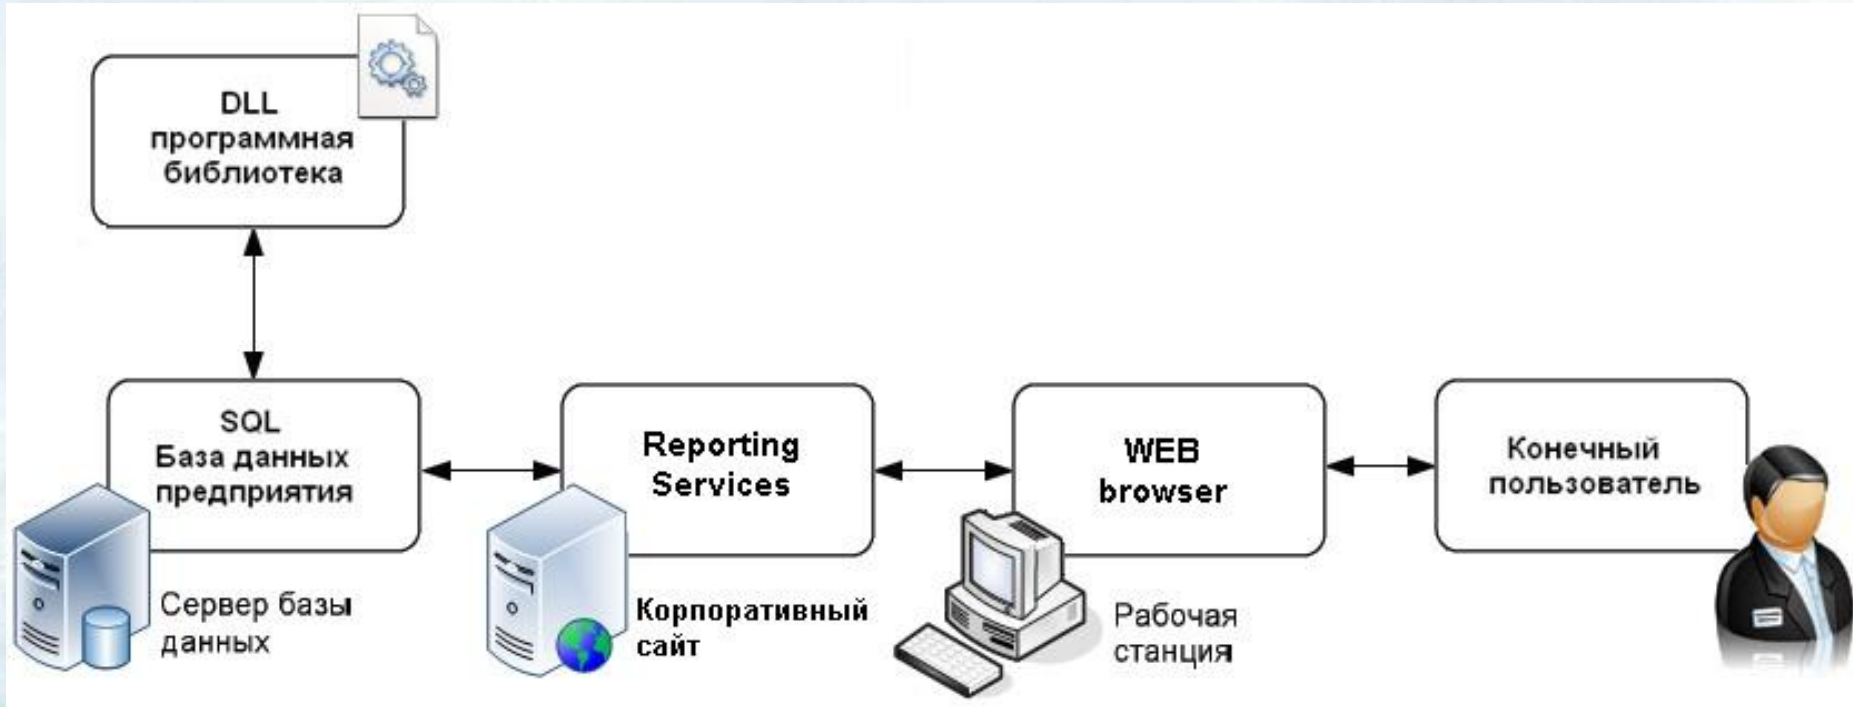 DLL
программная
библиотека
SQL
База данных
предприятия
Сервер базы
данных
Reporting
Services
Корпоративный
сайт
WEB
browser
Рабочая
станция
Конечный
пользователь